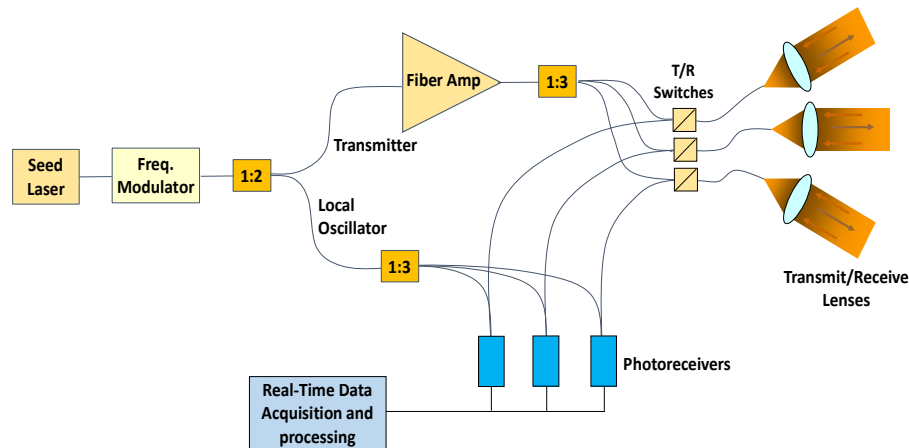 Seed
Laser
Freq.
Modulator
1:2
Transmitter
Fiber Amp
1:3
T/R
Switches
Local
Oscillator
1:3
Transmit/Receive
Lenses
Photoreceivers
Real-Time Data
Acquisition and
processing